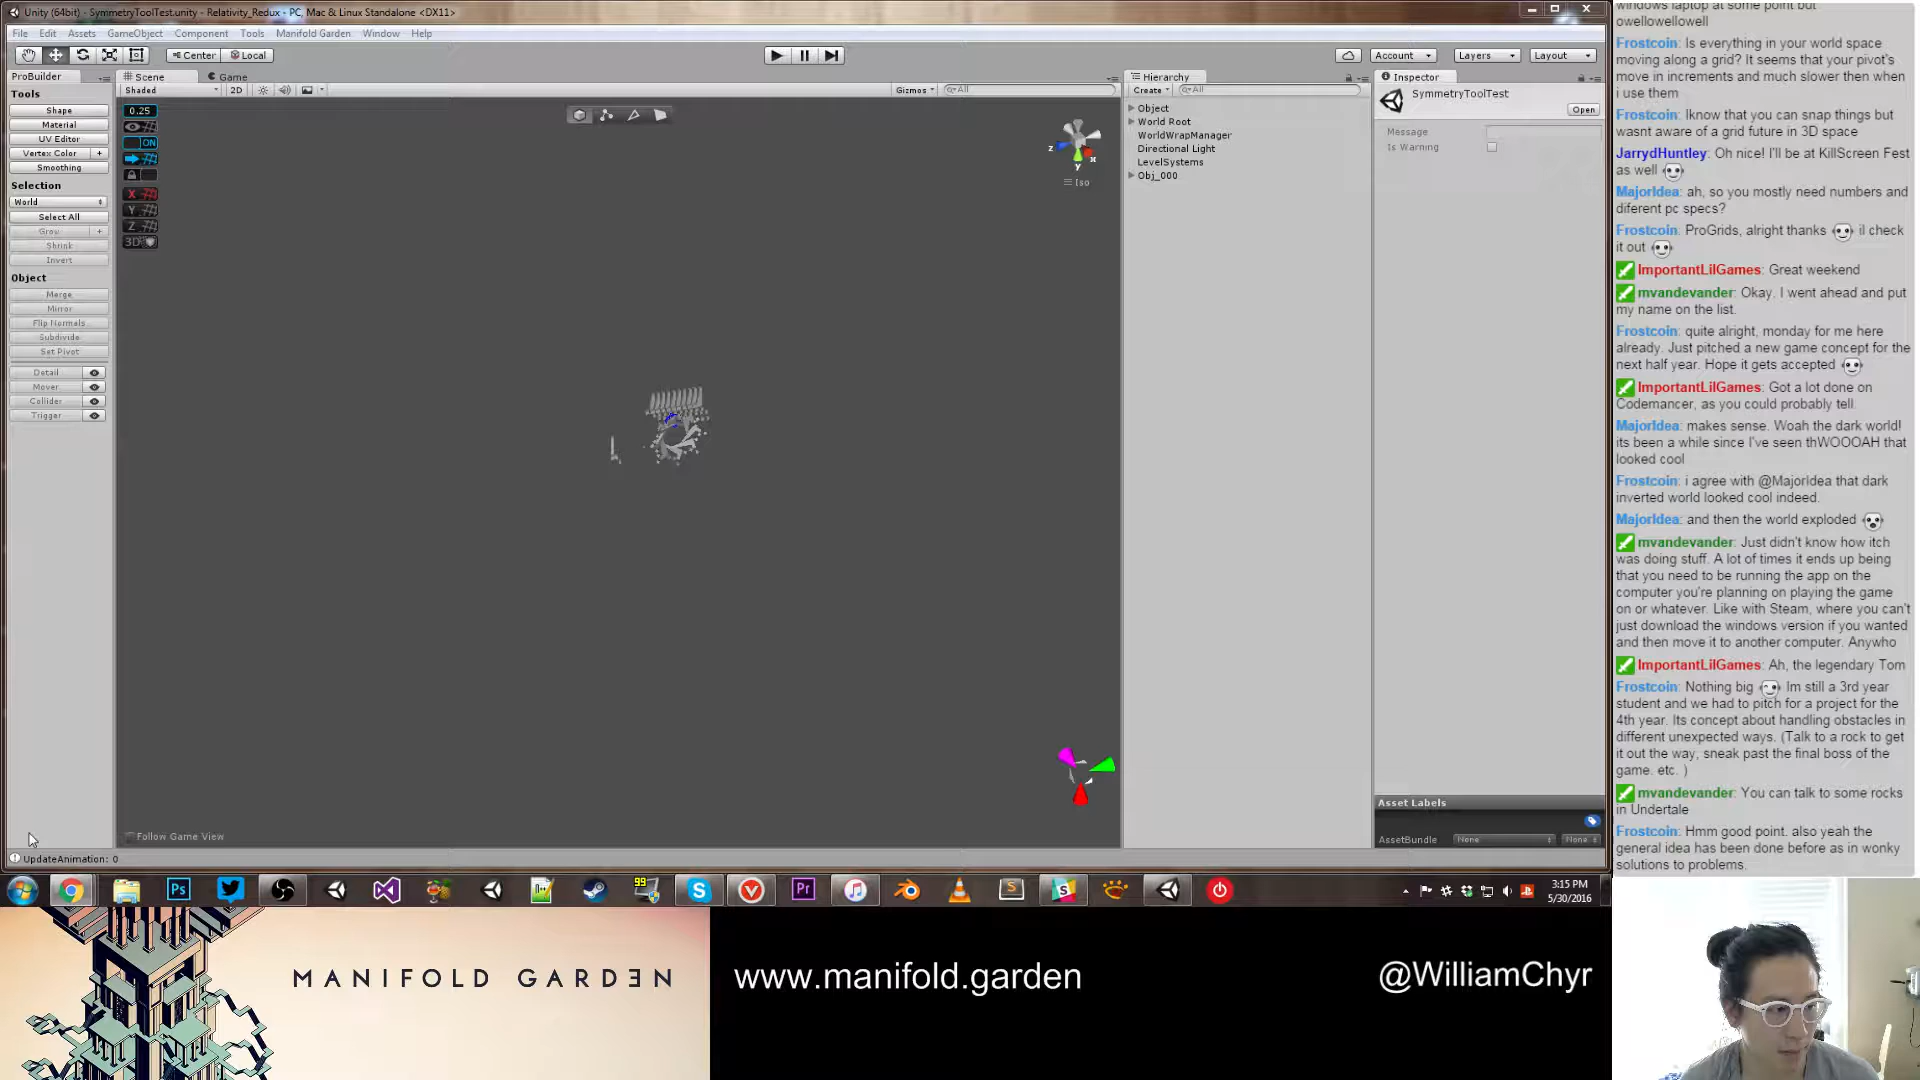 Unity (64bit) - SymmetryToolTest.unity - Relativity_Redux - PC, Mac & Linux Standalone <DX11>
File Edit Assets GameObject Component Tools Manifold Garden Window Help
Center Local Account Layers Layout
ProBuilder
Tools
Shape
Material
UV Editor
Vertex Color +
Smoothing
Selection
World
Select All
Grow +
Shrink
Invert
Object
Merge
Mirror
Flip Normals
Subdivide
Set Pivot
Detail
Mover
Collider
Trigger
Scene Game
Shaded 2D Gizmos All
0.25
ON
X
Y
Z
3D
z x
y
Iso
Follow Game View
UpdateAnimation: 0
Hierarchy
Create All
Object
World Root
WorldWrapManager
Directional Light
LevelSystems
Obj_000
Inspector
SymmetryToolTest
Open
Message
Is Warning
Asset Labels
AssetBundle None None
windows laptop at some point but
owellowellowell
Frostcoin: Is everything in your world space
moving along a grid? It seems that your pivot's
move in increments and much slower then when
i use them
Frostcoin: Iknow that you can snap things but
wasnt aware of a grid future in 3D space
JarrydHuntley: Oh nice! I'll be at KillScreen Fest
as well
MajorIdea: ah, so you mostly need numbers and
diferent pc specs?
Frostcoin: ProGrids, alright thanks il check
it out
ImportantLilGames: Great weekend
mvandevander: Okay. I went ahead and put
my name on the list.
Frostcoin: quite alright, monday for me here
already. Just pitched a new game concept for the
next half year. Hope it gets accepted
ImportantLilGames: Got a lot done on
Codemancer, as you could probably tell.
MajorIdea: makes sense. Woah the dark world!
its been a while since I've seen thWOOOAH that
looked cool
Frostcoin: i agree with @MajorIdea that dark
inverted world looked cool indeed.
MajorIdea: and then the world exploded
mvandevander: Just didn't know how itch
was doing stuff. A lot of times it ends up being
that you need to be running the app on the
computer you're planning on playing the game
on or whatever. Like with Steam, where you can't
just download the windows version if you wanted
and then move it to another computer. Anywho
ImportantLilGames: Ah, the legendary Tom
Frostcoin: Nothing big Im still a 3rd year
student and we had to pitch for a project for the
4th year. Its concept about handling obstacles in
different unexpected ways. (Talk to a rock to get
it out the way, sneak past the final boss of the
game. etc. )
mvandevander: You can talk to some rocks
in Undertale
Frostcoin: Hmm good point. also yeah the
general idea has been done before as in wonky
solutions to problems.
Ps 99 S V Pr S
3:15 PM
5/30/2016
MANIFOLD GARDƎN
www.manifold.garden
@WilliamChyr